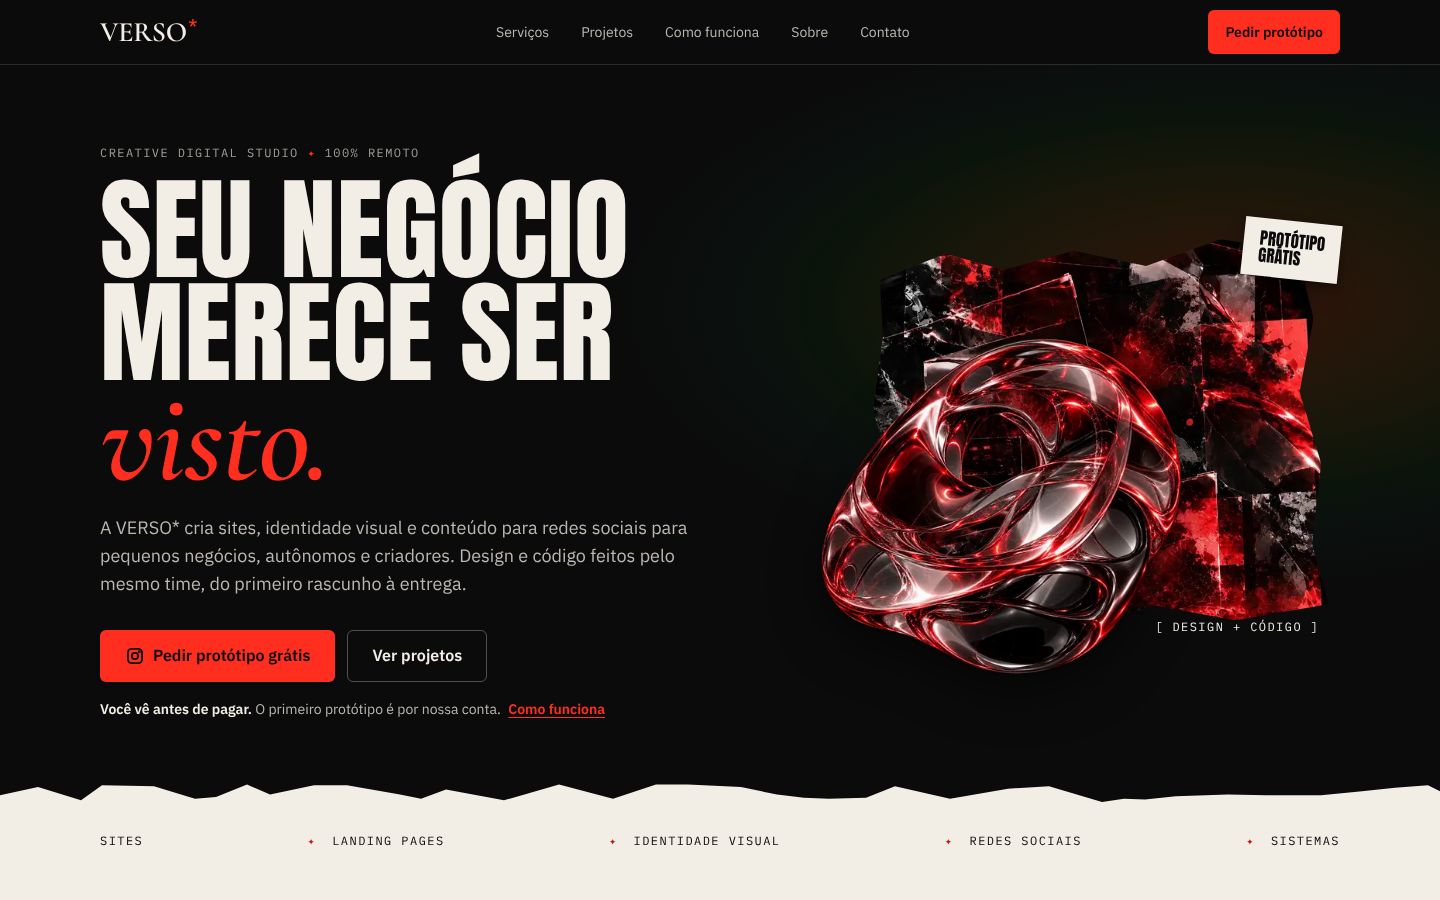 VERSO*
Serviços
Projetos
Como funciona
Sobre
Contato
Pedir protótipo
CREATIVE DIGITAL STUDIO ✦ 100% REMOTO
SEU NEGÓCIO
MERECE SER
visto.
A VERSO* cria sites, identidade visual e conteúdo para redes sociais para
pequenos negócios, autônomos e criadores. Design e código feitos pelo
mesmo time, do primeiro rascunho à entrega.
Pedir protótipo grátis
Ver projetos
Você vê antes de pagar. O primeiro protótipo é por nossa conta. Como funciona
PROTÓTIPO
GRÁTIS
[ DESIGN + CÓDIGO ]
SITES ✦ LANDING PAGES ✦ IDENTIDADE VISUAL ✦ REDES SOCIAIS ✦ SISTEMAS